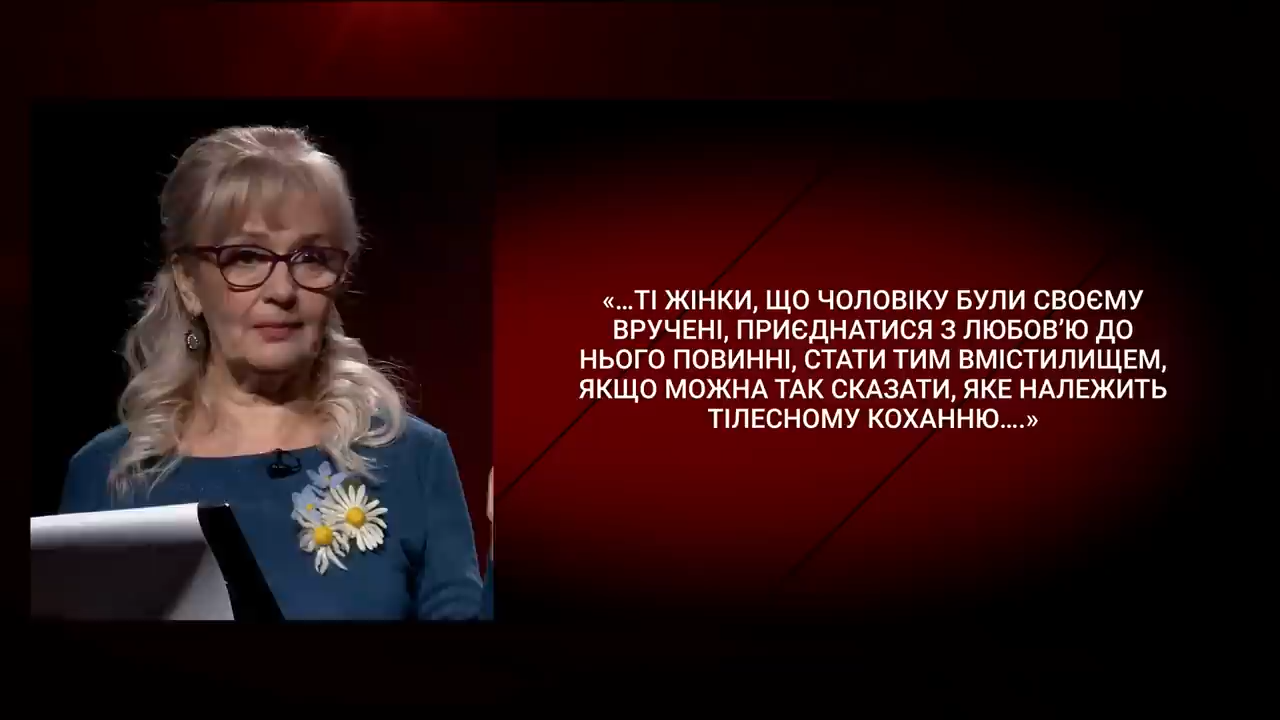 «...ТІ ЖІНКИ, ЩО ЧОЛОВІКУ БУЛИ СВОЄМУ
ВРУЧЕНІ, ПРИЄДНАТИСЯ З ЛЮБОВ'Ю ДО
НЬОГО ПОВИННІ, СТАТИ ТИМ ВМІСТИЛИЩЕМ,
ЯКЩО МОЖНА ТАК СКАЗАТИ, ЯКЕ НАЛЕЖИТЬ
ТІЛЕСНОМУ КОХАННЮ....»